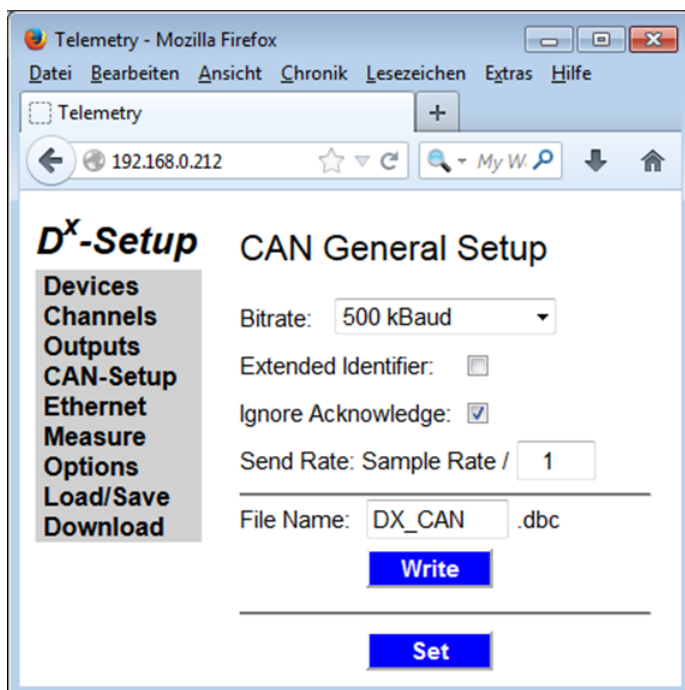 Telemetry - Mozilla Firefox
Datei Bearbeiten Ansicht Chronik Lesezeichen Extras Hilfe
Telemetry
192.168.0.212 My W.
Dx-Setup
Devices
Channels
Outputs
CAN-Setup
Ethernet
Measure
Options
Load/Save
Download
CAN General Setup
Bitrate: 500 kBaud
Extended Identifier:
Ignore Acknowledge:
Send Rate: Sample Rate / 1
File Name: DX_CAN .dbc
Write
Set